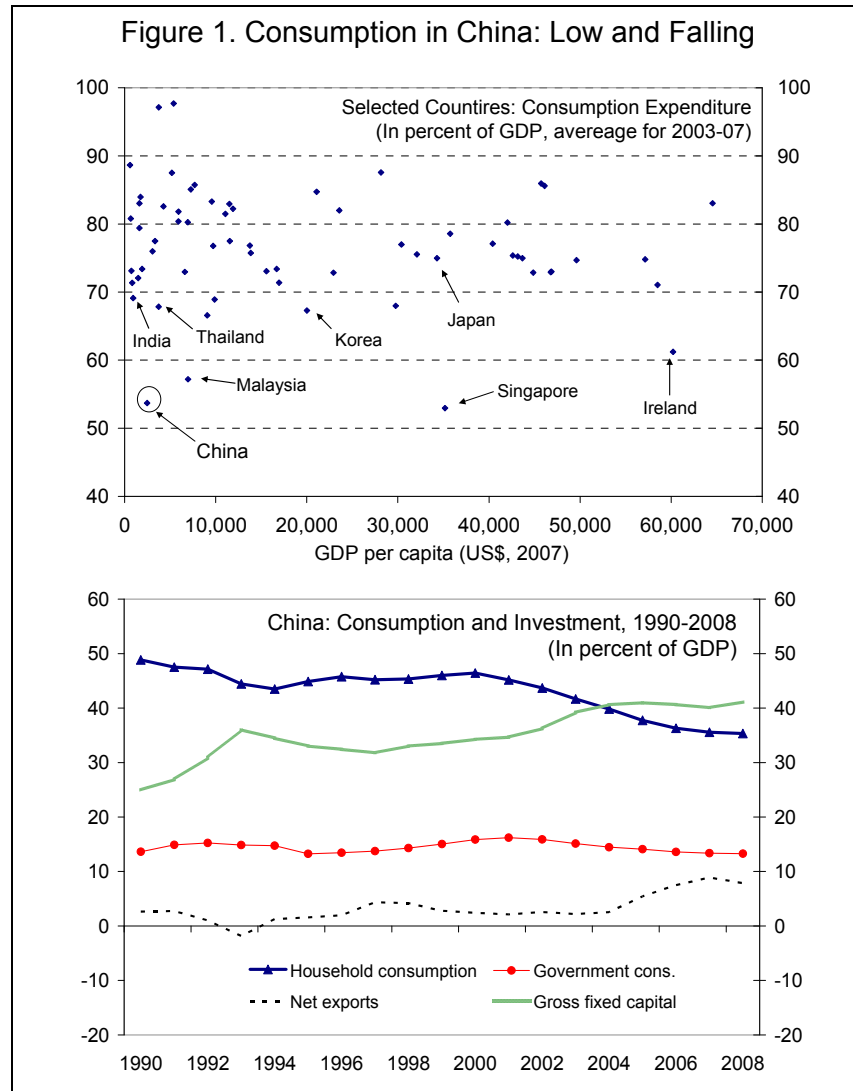 Figure 1. Consumption in China: Low and Falling
Selected Countires: Consumption Expenditure
(In percent of GDP, avereage for 2003-07)
100
90
80
70
60
50
40
100
90
80
70
60
50
40
India
Thailand
Korea
Japan
Malaysia
Singapore
Ireland
China
0
10,000
20,000
30,000
40,000
50,000
60,000
70,000
GDP per capita (US$, 2007)
China: Consumption and Investment, 1990-2008
(In percent of GDP)
60
50
40
30
20
10
0
-10
-20
60
50
40
30
20
10
0
-10
-20
Household consumption
Government cons.
Net exports
Gross fixed capital
1990
1992
1994
1996
1998
2000
2002
2004
2006
2008